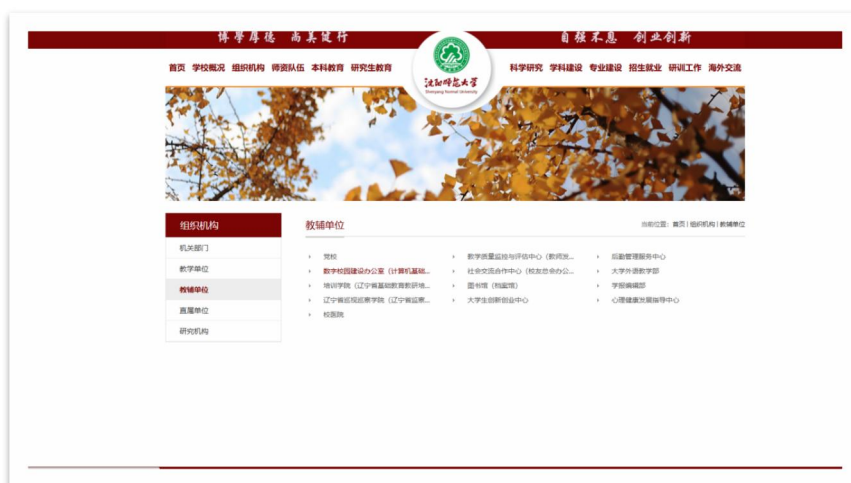 博学厚德 尚美健行
自强不息 创业创新
首页 学校概况 组织机构 师资队伍 本科教育 研究生教育
沈阳师范大学
Shenyang Normal University
科学研究 学科建设 专业建设 招生就业 研训工作 海外交流
组织机构
机关部门
教学单位
教辅单位
直属单位
研究机构
教辅单位
当前位置: 首页 | 组织机构 | 教辅单位
党校
教学质量监控与评估中心（教师发...
后勤管理服务中心
数字校园建设办公室（计算机基础...
社会交流合作中心（校友总会办公...
大学外语教学部
培训学院（辽宁省基础教育教研培...
图书馆（档案馆）
学报编辑部
辽宁省巡视巡察学院（辽宁省监察...
大学生创新创业中心
心理健康发展指导中心
校医院